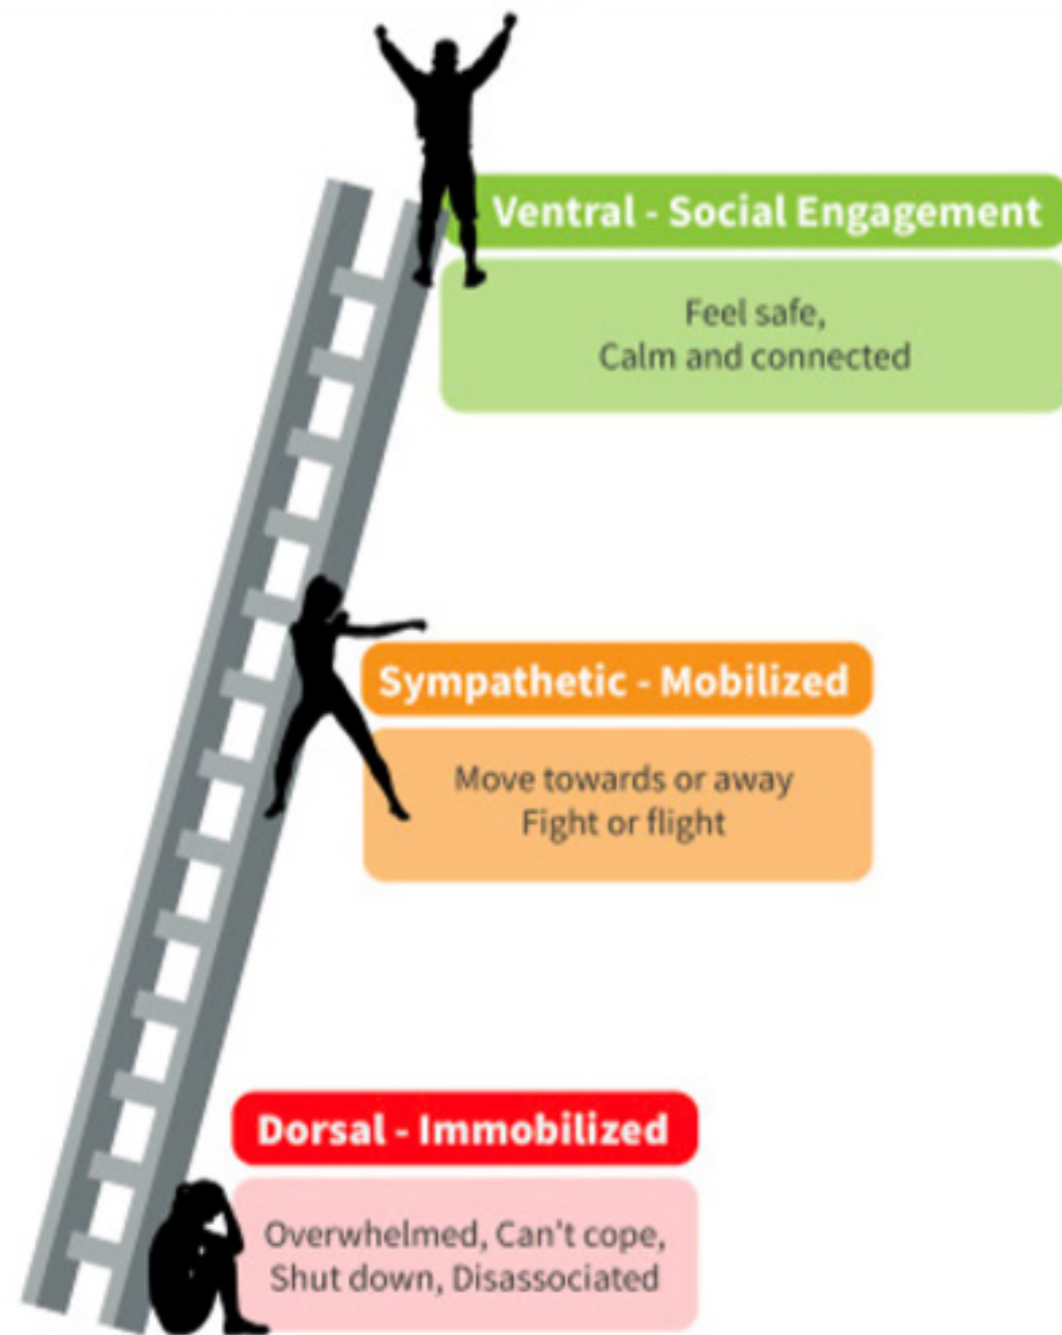 Ventral - Social Engagement
Feel safe,
Calm and connected
Sympathetic - Mobilized
Move towards or away
Fight or flight
Dorsal - Immobilized
Overwhelmed, Can't cope,
Shut down, Disassociated